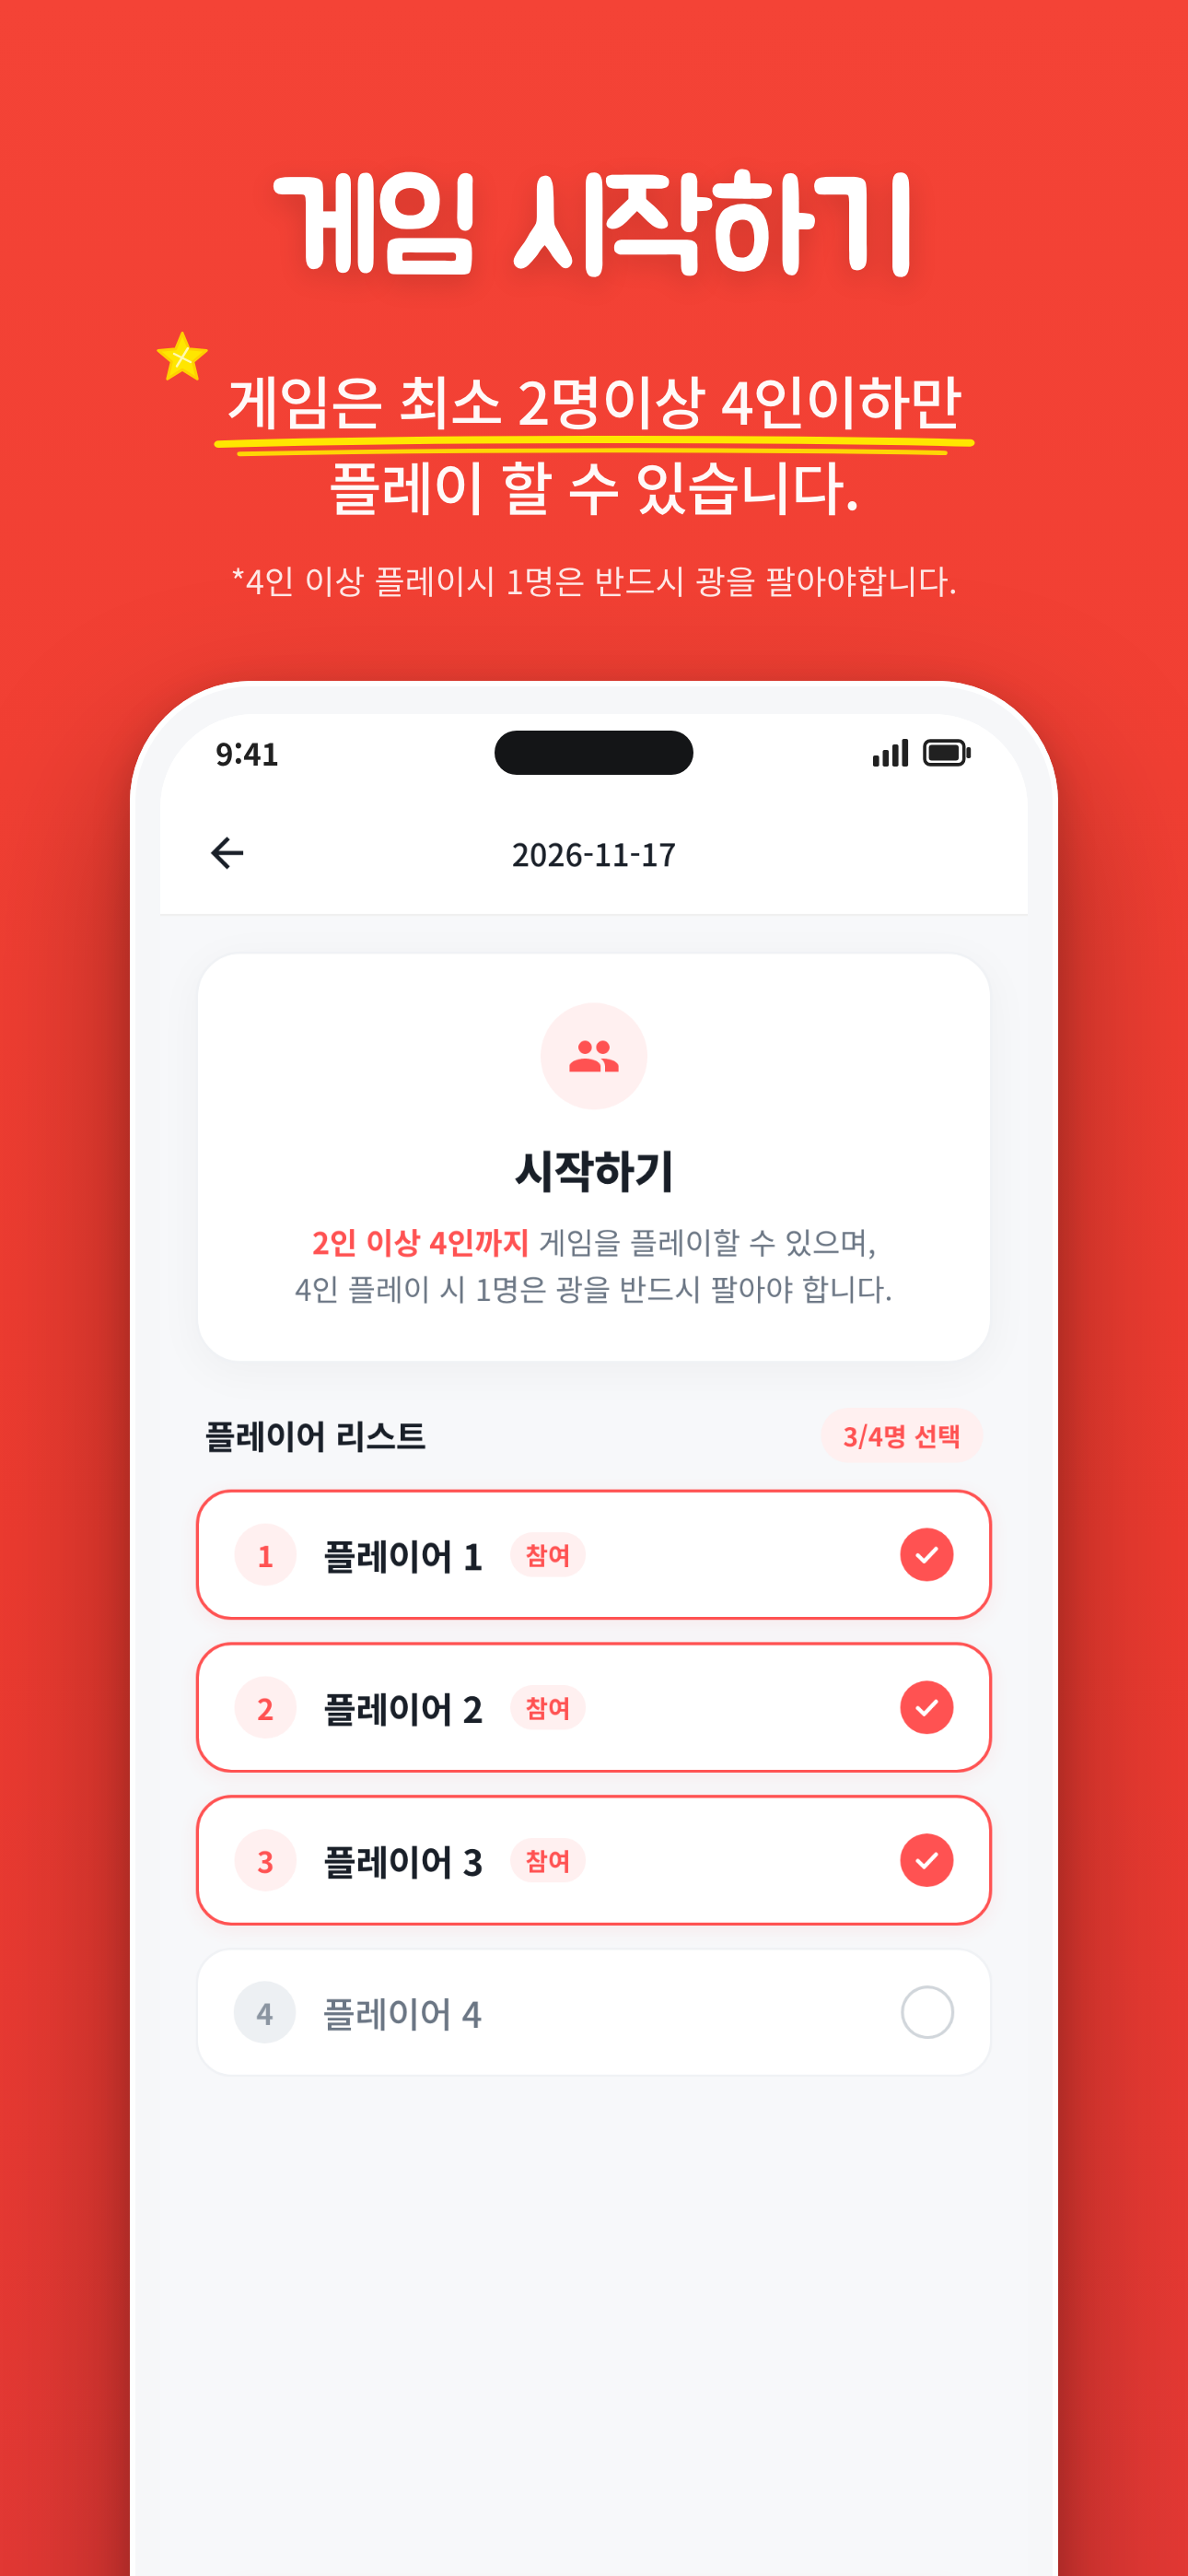 게임 시작하기
게임은 최소 2명이상 4인이하만
플레이 할 수 있습니다.
*4인 이상 플레이시 1명은 반드시 광을 팔아야합니다.
9:41
2026-11-17
시작하기
2인 이상 4인까지 게임을 플레이할 수 있으며,
4인 플레이 시 1명은 광을 반드시 팔아야 합니다.
플레이어 리스트
3/4명 선택
1 플레이어 1 참여
2 플레이어 2 참여
3 플레이어 3 참여
4 플레이어 4